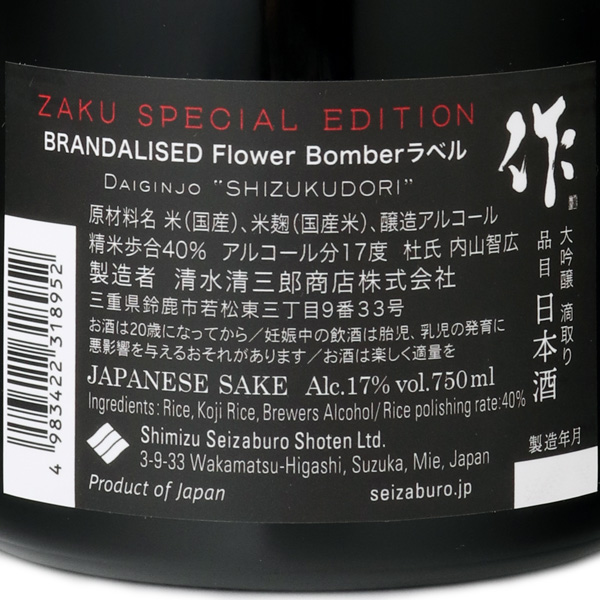 ZAKU SPECIAL EDITION
BRANDALISED Flower Bomberラベル
DAIGINJO "SHIZUKUDORI"
原材料名 米(国産)、米麹(国産米)、醸造アルコール
精米歩合40% アルコール分17度 杜氏 内山智広
製造者 清水清三郎商店株式会社
三重県鈴鹿市若松東三丁目9番33号
お酒は20歳になってから/妊娠中の飲酒は胎児、乳児の発育に
悪影響を与えるおそれがあります/お酒は楽しく適量を
JAPANESE SAKE Alc.17% vol.750ml
Ingredients: Rice, Koji Rice, Brewers Alcohol/Rice polishing rate:40%
Shimizu Seizaburo Shoten Ltd.
3-9-33 Wakamatsu-Higashi, Suzuka, Mie, Japan
Product of Japan
seizaburo.jp
作
大吟醸 滴取り
品目 日本酒
製造年月
4 983422 318952